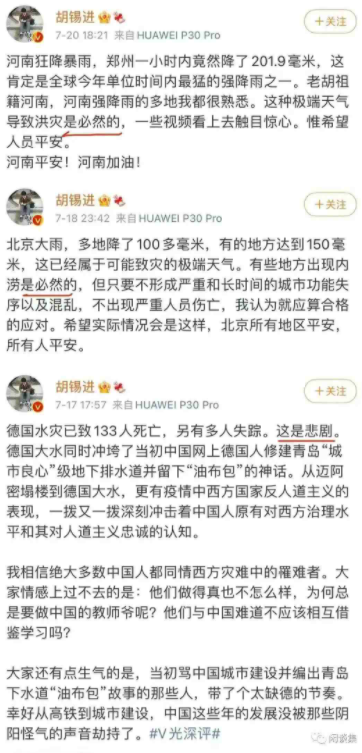 胡锡进
7-20 18:21 来自HUAWEI P30 Pro
+关注
河南狂降暴雨，郑州一小时内竟然降了201.9毫米，这
肯定是全球今年单位时间内最猛的强降雨之一。老胡祖
籍河南，河南强降雨的多地我都很熟悉。这种极端天气
导致洪灾是必然的，一些视频看上去触目惊心。惟希望
人员平安。
河南平安！河南加油！
胡锡进
7-18 23:42 来自HUAWEI P30 Pro
+关注
北京大雨，多地降了100多毫米，有的地方达到150毫
米，这已经属于可能致灾的极端天气。有些地方出现内
涝是必然的，但只要不形成严重和长时间的城市功能失
序以及混乱，不出现严重人员伤亡，我认为就应算合格
的应对。希望实际情况会是这样，北京所有地区平安，
所有人平安。
胡锡进
7-17 17:57 来自HUAWEI P30 Pro
+关注
德国水灾已致133人死亡，另有多人失踪。这是悲剧。
德国大水同时冲垮了当初中国网上德国人修建青岛“城
市良心”级地下排水道并留下“油布包”的神话。从迈阿
密塌楼到德国大水，更有疫情中西方国家反人道主义的
表现，一拨又一拨深刻冲击着中国人原有对西方治理水
平和其对人道主义忠诚的认知。
我相信绝大多数中国人都同情西方灾难中的罹难者。大
家情感上过不去的是：他们做得真也不怎么样，为何总
是要做中国的教师爷呢？他们与中国难道不应该相互借
鉴学习吗？
大家还有点生气的是，当初骂中国城市建设并编出青岛
下水道“油布包”故事的那些人，带了个太缺德的节奏。
幸好从高铁到城市建设，中国这些年的发展没被那些阴
阳怪气的声音劫持了。#V光深评#